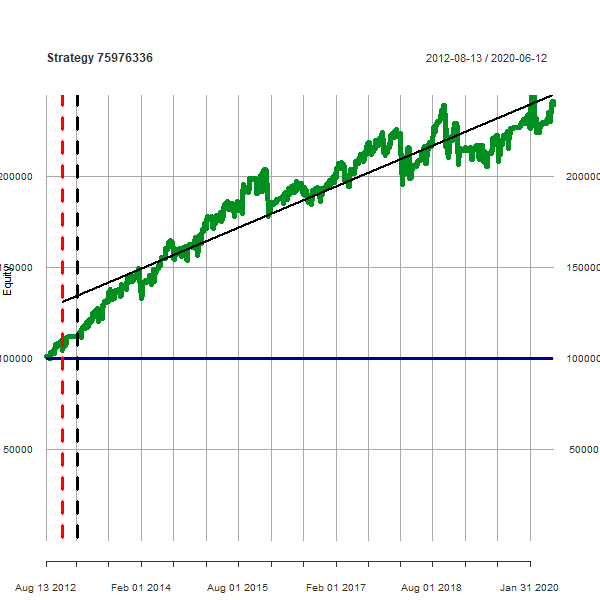 Strategy 75976336
2012-08-13 / 2020-06-12
200000
200000
150000
150000
Equity
100000
100000
50000
50000
Aug 13 2012
Feb 01 2014
Aug 01 2015
Feb 01 2017
Aug 01 2018
Jan 31 2020